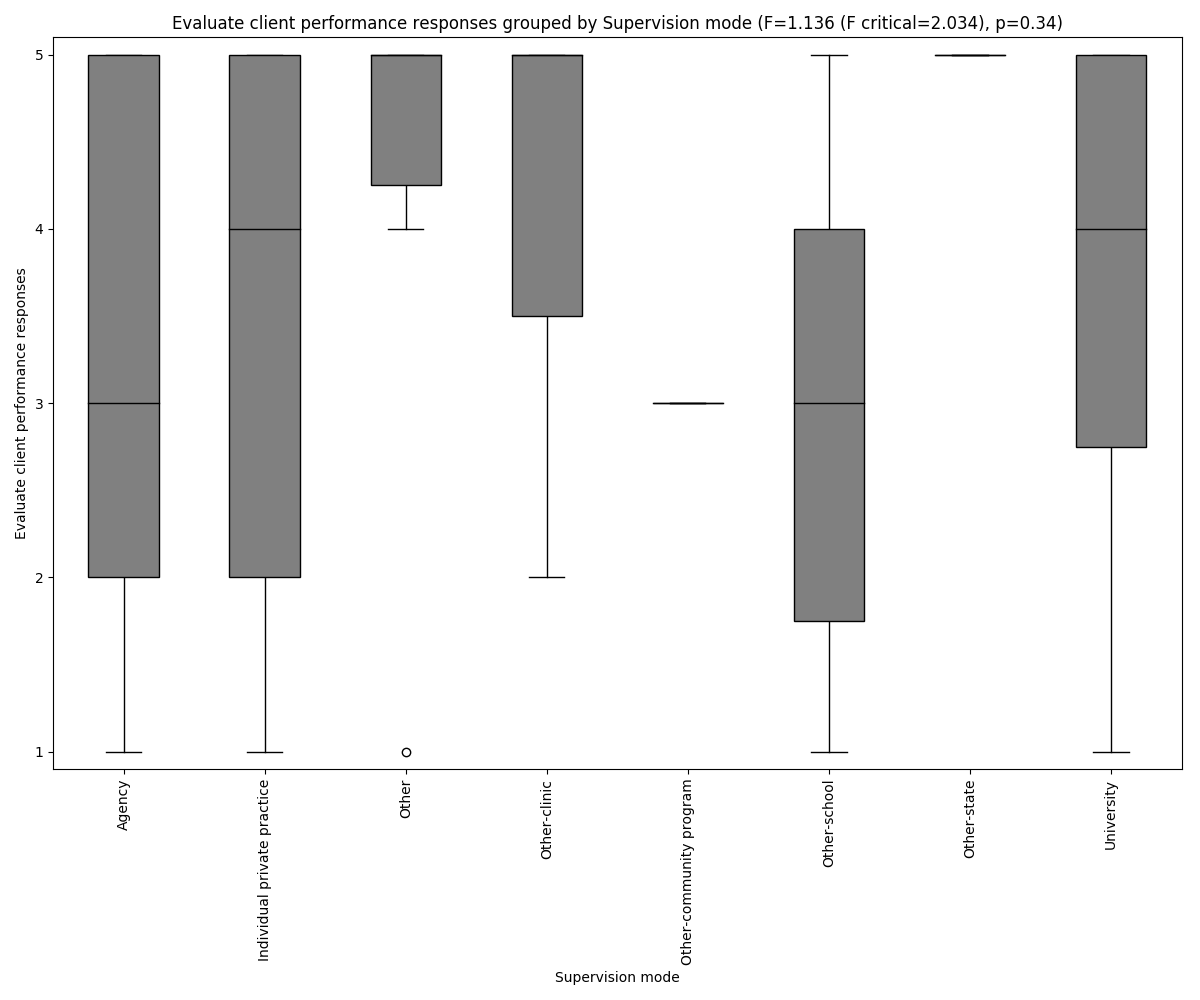 Evaluate client performance responses grouped by Supervision mode (F=1.136 (F critical=2.034), p=0.34)
Evaluate client performance responses
5
4
3
2
1
Agency
Individual private practice
Other
Other-clinic
Other-community program
Other-school
Other-state
University
Supervision mode